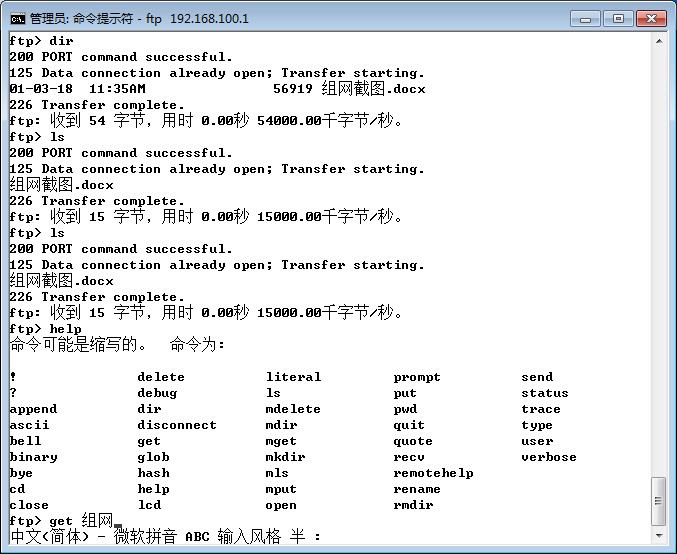 管理员: 命令提示符 - ftp  192.168.100.1
ftp> dir
200 PORT command successful.
125 Data connection already open; Transfer starting.
01-03-18  11:35AM                56919 组网截图.docx
226 Transfer complete.
ftp: 收到 54 字节，用时 0.00秒 54000.00千字节/秒。
ftp> ls
200 PORT command successful.
125 Data connection already open; Transfer starting.
组网截图.docx
226 Transfer complete.
ftp: 收到 15 字节，用时 0.00秒 15000.00千字节/秒。
ftp> ls
200 PORT command successful.
125 Data connection already open; Transfer starting.
组网截图.docx
226 Transfer complete.
ftp: 收到 15 字节，用时 0.00秒 15000.00千字节/秒。
ftp> help
命令可能是缩写的。  命令为:
!               delete          literal         prompt          send
?               debug           ls              put             status
append          dir             mdelete         pwd             trace
ascii           disconnect      mdir            quit            type
bell            get             mget            quote           user
binary          glob            mkdir           recv            verbose
bye             hash            mls             remotehelp
cd              help            mput            rename
close           lcd             open            rmdir
ftp> get 组网
中文(简体) - 微软拼音 ABC 输入风格 半 :